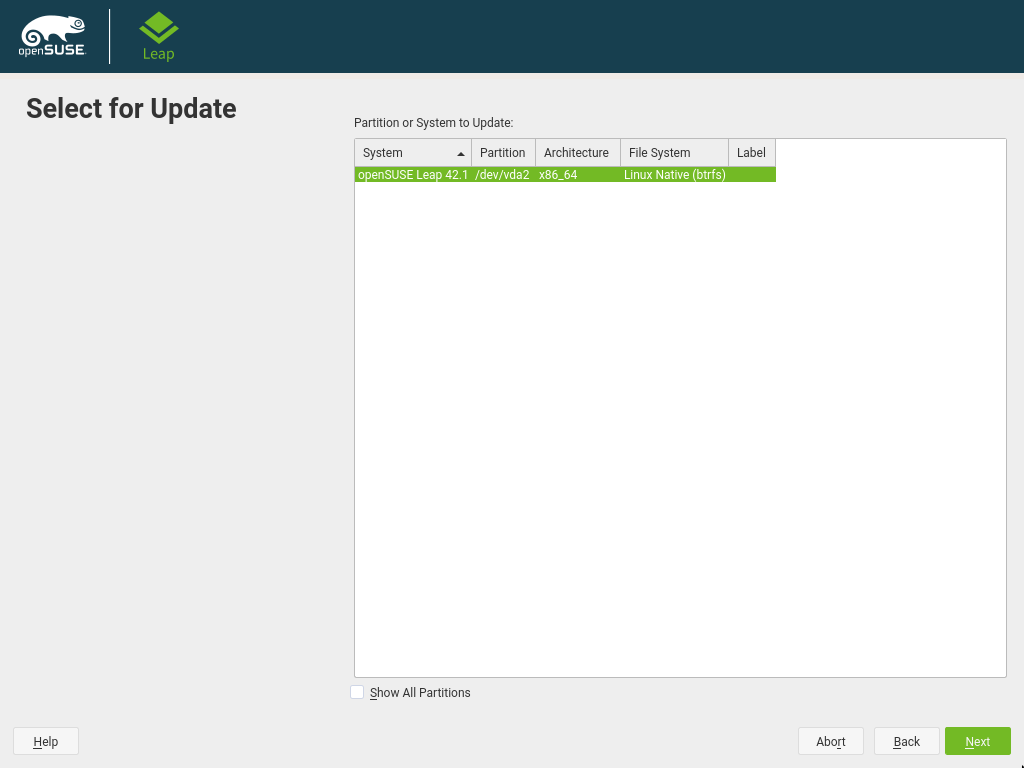 openSUSE.
Leap
Select for Update
Partition or System to Update:
System Partition Architecture File System Label
openSUSE Leap 42.1 /dev/vda2 x86_64 Linux Native (btrfs)
Show All Partitions
Help Abort Back Next